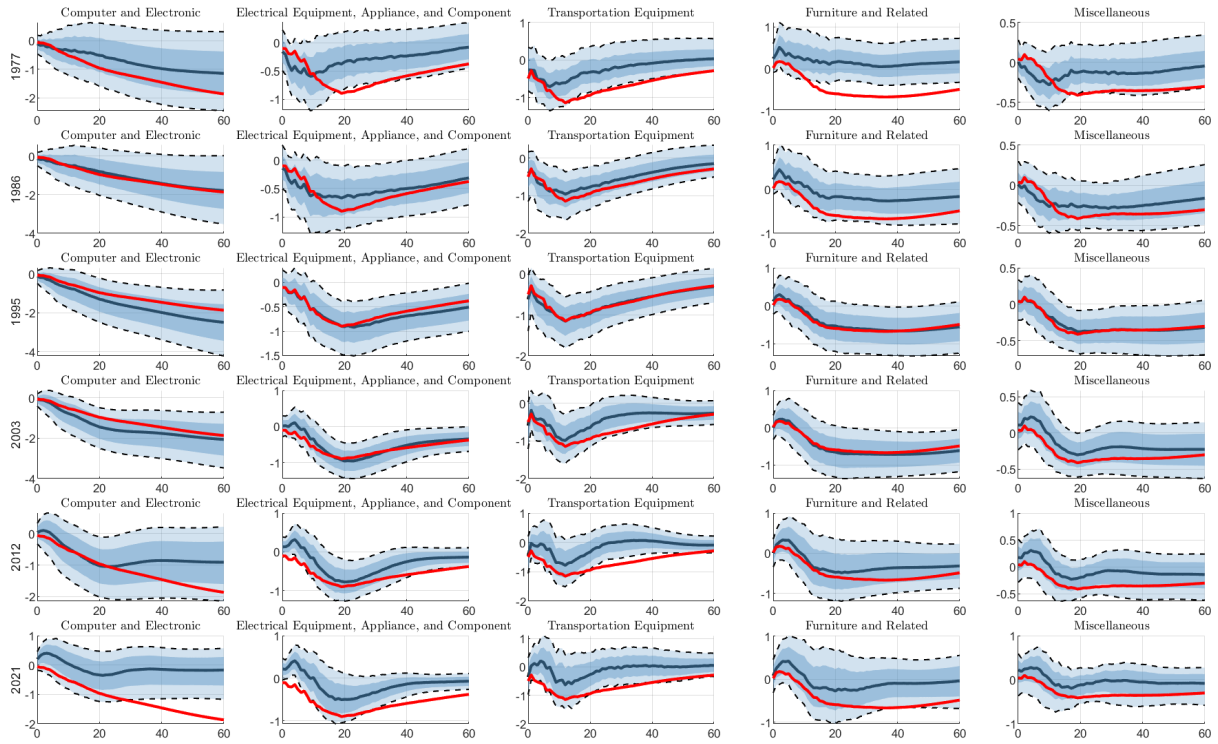 Computer and Electronic Electrical Equipment, Appliance, and Component Transportation Equipment Furniture and Related Miscellaneous
1977
0 0 1 1 0.5
-1 -0.5 0 0 0
-2 -1 -1 -1 -0.5
0 20 40 60 0 20 40 60 0 20 40 60 0 20 40 60 0 20 40 60
Computer and Electronic Electrical Equipment, Appliance, and Component Transportation Equipment Furniture and Related Miscellaneous
1986
0 0 0 1 0.5
-2 -0.5 -1 0 0
-4 -1 -2 -1 -0.5
0 20 40 60 0 20 40 60 0 20 40 60 0 20 40 60 0 20 40 60
Computer and Electronic Electrical Equipment, Appliance, and Component Transportation Equipment Furniture and Related Miscellaneous
1995
0 0 0 1 0.5
-2 -0.5 -1 0 0
-4 -1 -2 -1 -0.5
-1.5
0 20 40 60 0 20 40 60 0 20 40 60 0 20 40 60 0 20 40 60
Computer and Electronic Electrical Equipment, Appliance, and Component Transportation Equipment Furniture and Related Miscellaneous
2003
0 1 0 1 0.5
-2 0 -1 0 0
-4 -1 -2 -1 -0.5
0 20 40 60 0 20 40 60 0 20 40 60 0 20 40 60 0 20 40 60
Computer and Electronic Electrical Equipment, Appliance, and Component Transportation Equipment Furniture and Related Miscellaneous
2012
0 1 1 1 1
-1 0 0 0 0.5
-2 -1 -1 -1 0
-2 -0.5
0 20 40 60 0 20 40 60 0 20 40 60 0 20 40 60 0 20 40 60
Computer and Electronic Electrical Equipment, Appliance, and Component Transportation Equipment Furniture and Related Miscellaneous
2021
1 1 1 1 1
0 0 0 0 0
-1 -1 -1 -1 -1
-2 -2
0 20 40 60 0 20 40 60 0 20 40 60 0 20 40 60 0 20 40 60